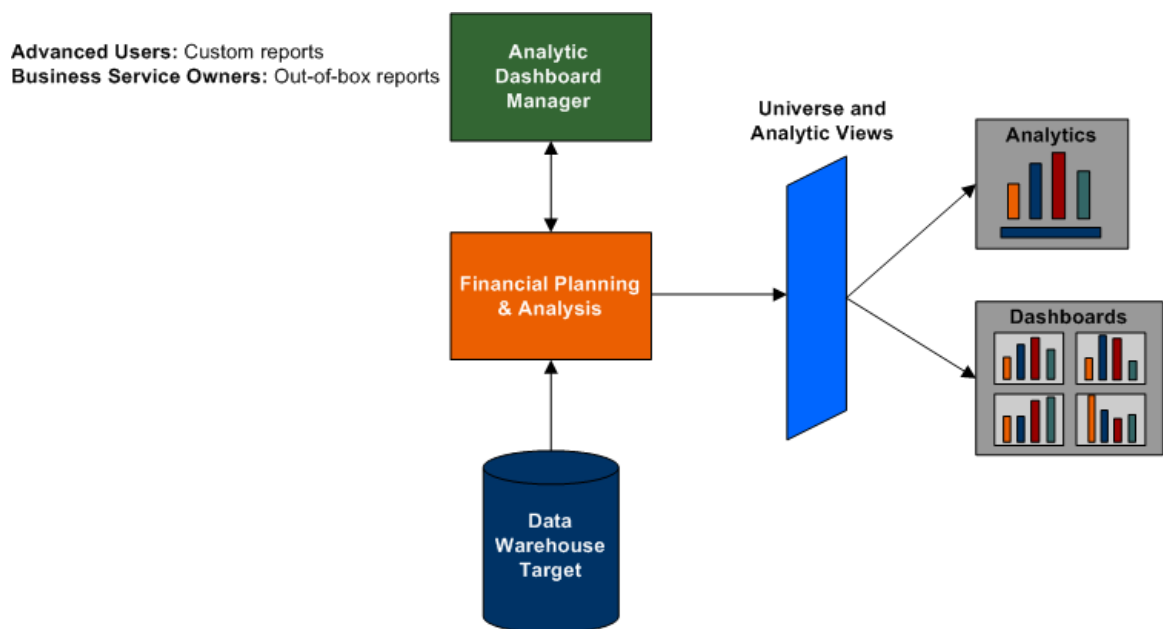 Advanced Users: Custom reports
Business Service Owners: Out-of-box reports
Analytic
Dashboard
Manager
Universe and
Analytic Views
Analytics
Financial Planning
& Analysis
Dashboards
Data
Warehouse
Target